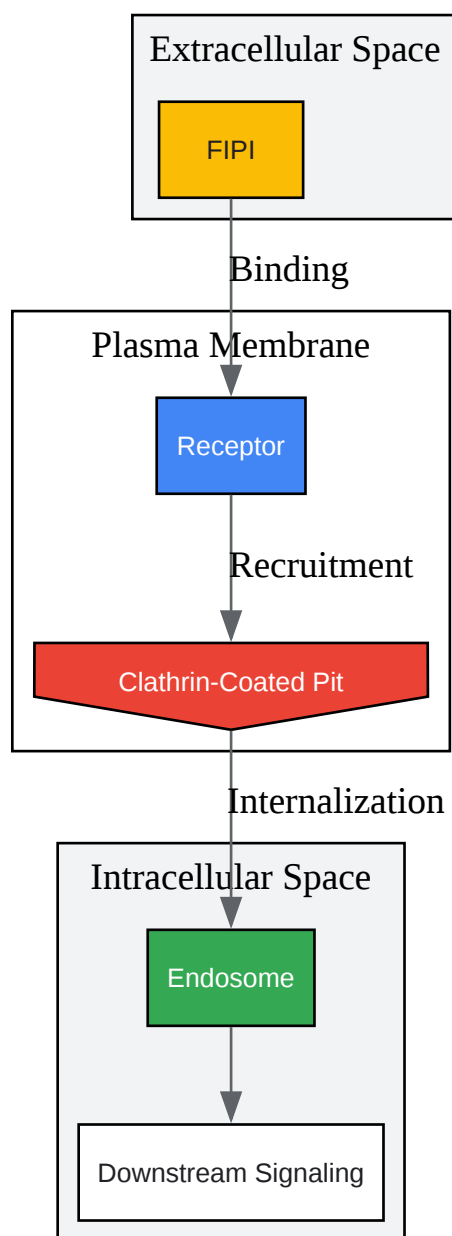 Extracellular Space
FIPI
Binding
Plasma Membrane
Receptor
Recruitment
Clathrin-Coated Pit
Internalization
Intracellular Space
Endosome
Downstream Signaling